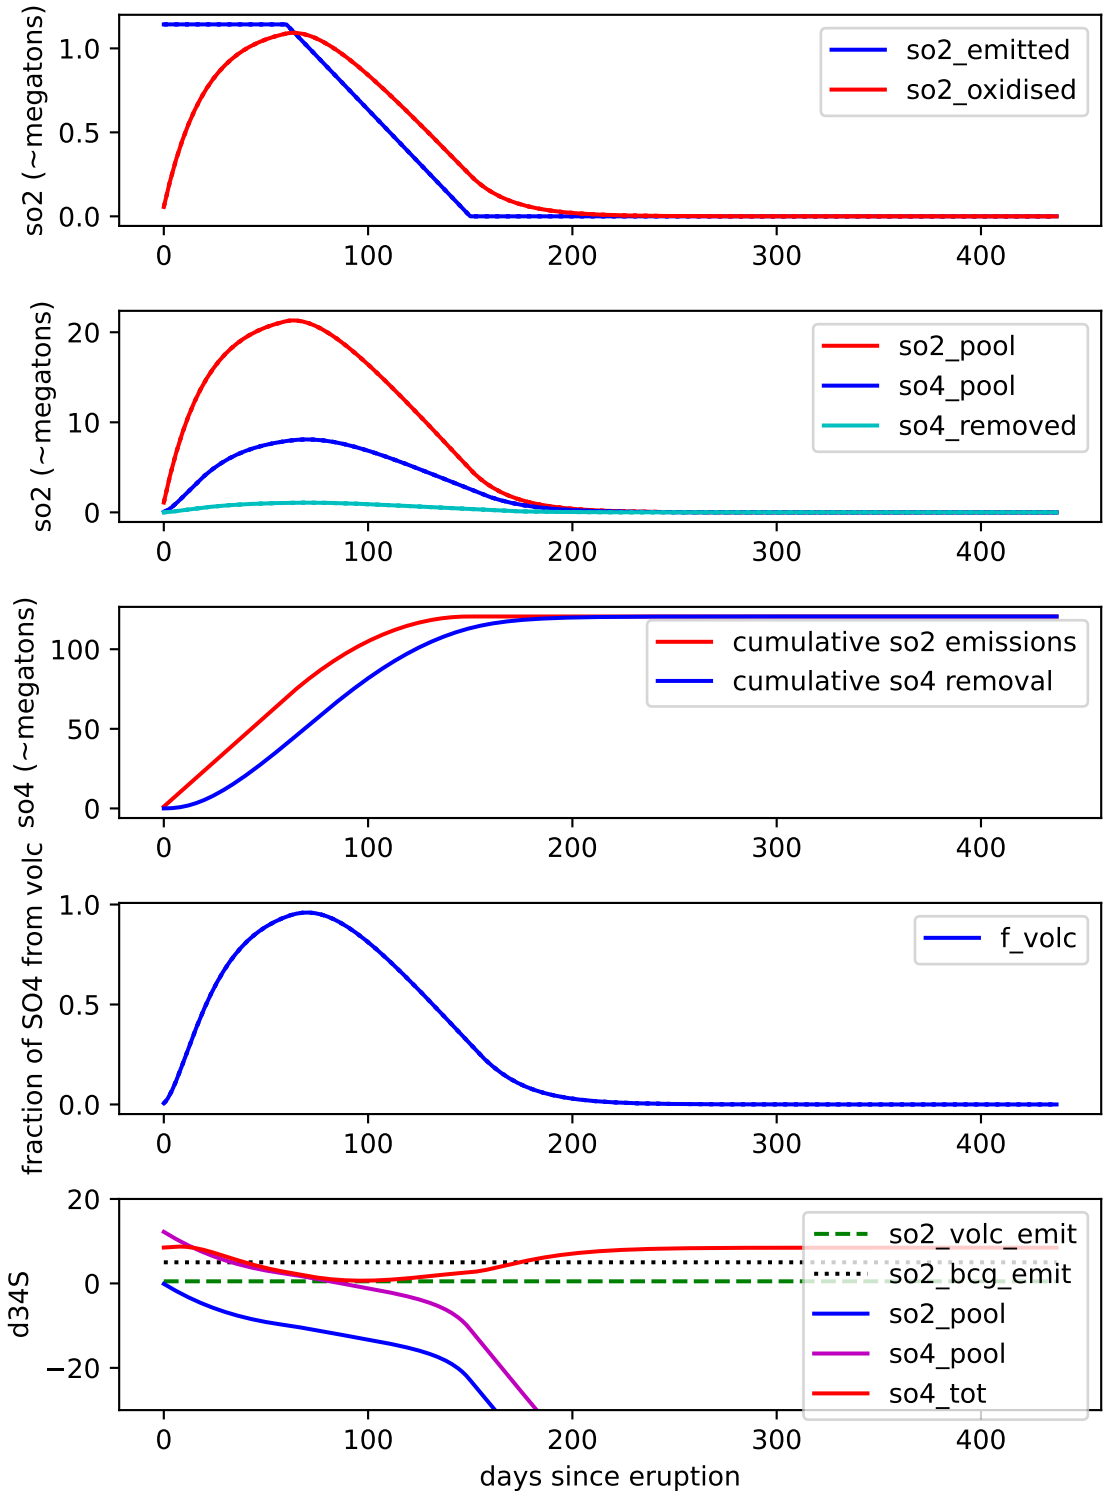 so2 (~megatons)
1.0
0.5
0.0
so2_emitted
so2_oxidised
0 100 200 300 400
so2 (~megatons)
20
10
0
so2_pool
so4_pool
so4_removed
0 100 200 300 400
so4 (~megatons)
100
50
0
cumulative so2 emissions
cumulative so4 removal
0 100 200 300 400
fraction of SO4 from volc
1.0
0.5
0.0
f_volc
0 100 200 300 400
d34S
20
0
−20
so2_volc_emit
so2_bcg_emit
so2_pool
so4_pool
so4_tot
0 100 200 300 400
days since eruption